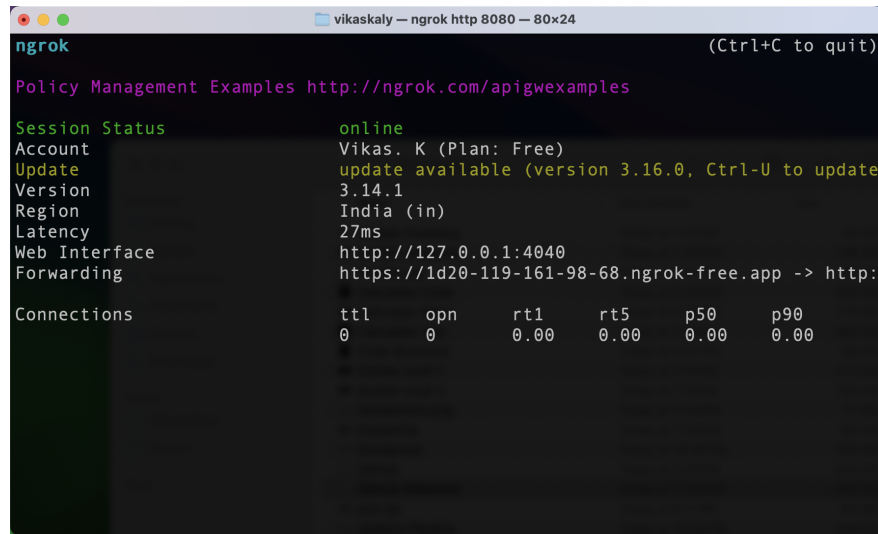 vikaskaly — ngrok http 8080 — 80×24
ngrok (Ctrl+C to quit)
Policy Management Examples http://ngrok.com/apigwexamples
Session Status online
Account Vikas. K (Plan: Free)
Update update available (version 3.16.0, Ctrl-U to update
Version 3.14.1
Region India (in)
Latency 27ms
Web Interface http://127.0.0.1:4040
Forwarding https://1d20-119-161-98-68.ngrok-free.app -> http:
Connections ttl opn rt1 rt5 p50 p90
0 0 0.00 0.00 0.00 0.00